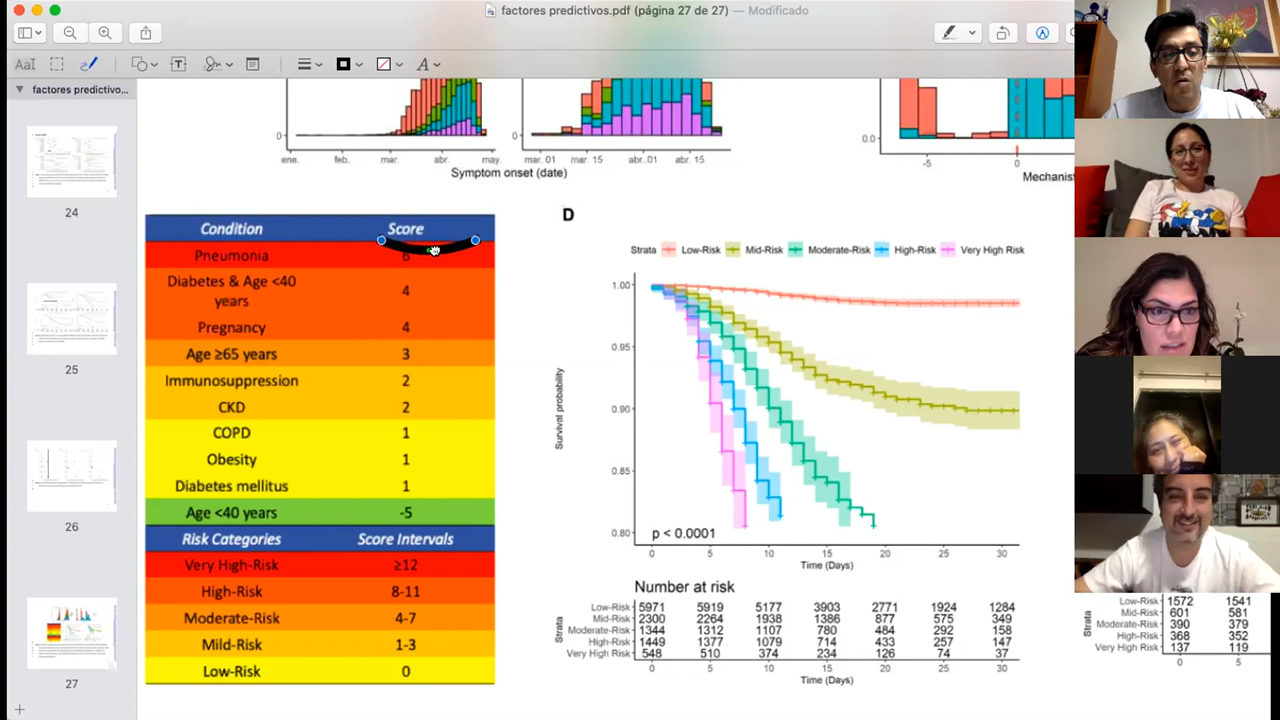 factores predictivos.pdf (página 27 de 27) — Modificado
AaI
T
A
factores predictivo...
24
25
26
27
0
ene. feb. mar. abr. may.
0
mar. 01 mar. 15 abr. 01 abr. 15
Symptom onset (date)
0.0
-5 0
Mechanist
Condition Score
Pneumonia 6
Diabetes & Age <40
years 4
Pregnancy 4
Age ≥65 years 3
Immunosuppression 2
CKD 2
COPD 1
Obesity 1
Diabetes mellitus 1
Age <40 years -5
Risk Categories Score Intervals
Very High-Risk ≥12
High-Risk 8-11
Moderate-Risk 4-7
Mild-Risk 1-3
Low-Risk 0
D
Strata Low-Risk Mid-Risk Moderate-Risk High-Risk Very High Risk
Survival probability
1.00
0.95
0.90
0.85
0.80
p < 0.0001
0 5 10 15 20 25 30
Time (Days)
Number at risk
Strata
Low-Risk 5971 5919 5177 3903 2771 1924 1284
Mid-Risk 2300 2264 1938 1386 877 575 349
Moderate-Risk 1344 1312 1107 780 484 292 158
High-Risk 1449 1377 1079 714 433 257 147
Very High Risk 548 510 374 234 126 74 37
0 5 10 15 20 25 30
Time (Days)
Strata
Low-Risk 1572 1541
Mid-Risk 601 581
Moderate-Risk 390 379
High-Risk 368 352
Very High Risk 137 119
0 5